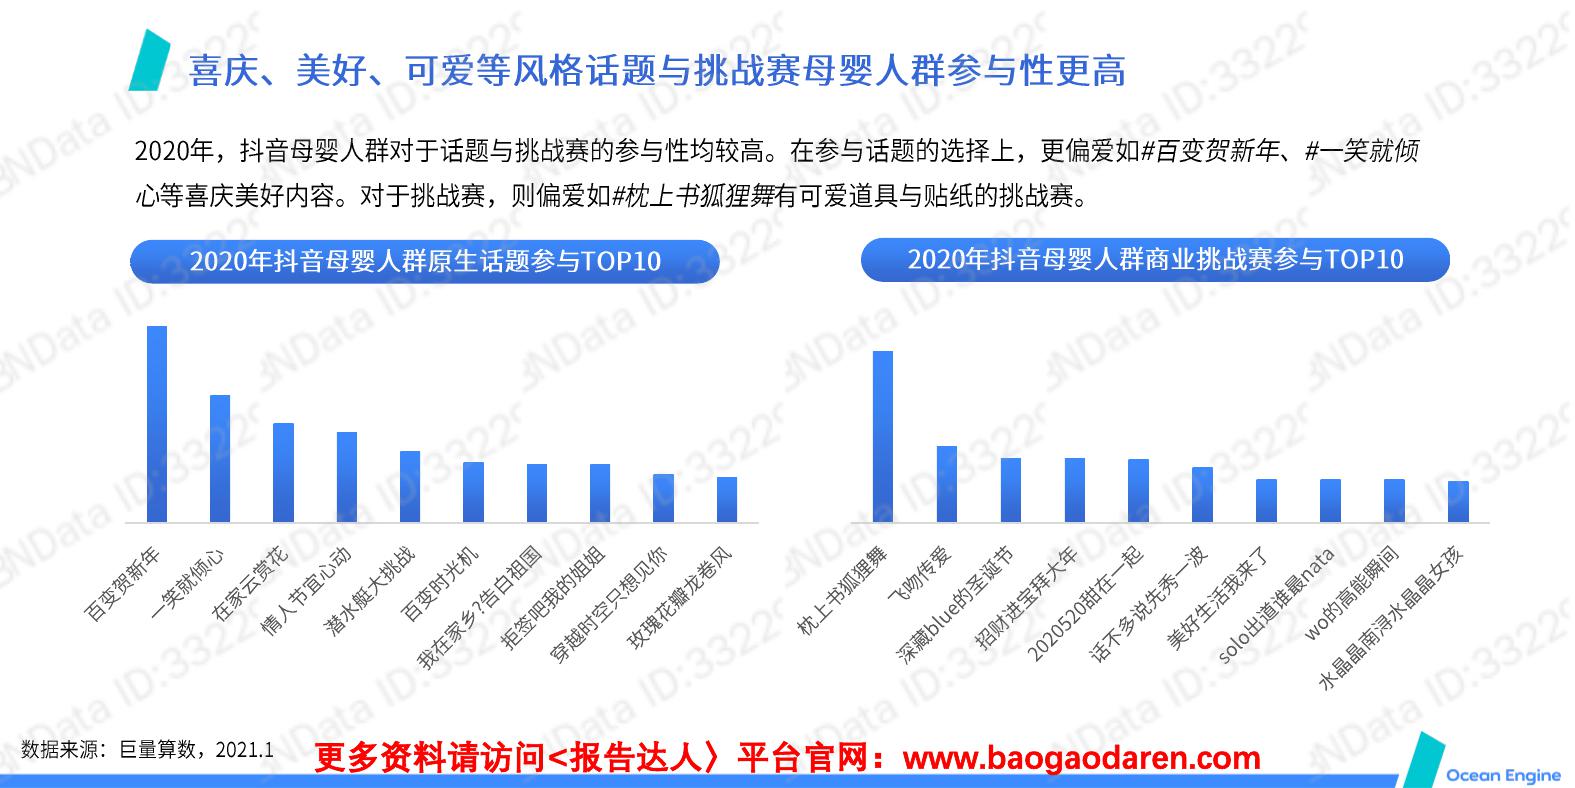 喜庆、美好、可爱等风格话题与挑战赛母婴人群参与性更高
2020年，抖音母婴人群对于话题与挑战赛的参与性均较高。在参与话题的选择上，更偏爱如#百变贺新年、#一笑就倾
心等喜庆美好内容。对于挑战赛，则偏爱如#枕上书狐狸舞有可爱道具与贴纸的挑战赛。
2020年抖音母婴人群原生话题参与TOP10
百变贺新年
一笑就倾心
在家云赏花
情人节宜心动
潜水艇大挑战
百变时光机
我在家乡?告白祖国
拒签吧我的姐姐
穿越时空只想见你
玫瑰花瓣龙卷风
2020年抖音母婴人群商业挑战赛参与TOP10
枕上书狐狸舞
飞吻传爱
深藏blue的圣诞节
招财进宝拜大年
2020520甜在一起
话不多说先秀一波
美好生活我来了
solo出道谁最nata
wo的高能瞬间
水晶晶南浔水晶晶女孩
数据来源：巨量算数，2021.1
更多资料请访问<报告达人〉平台官网：www.baogaodaren.com
Ocean Engine